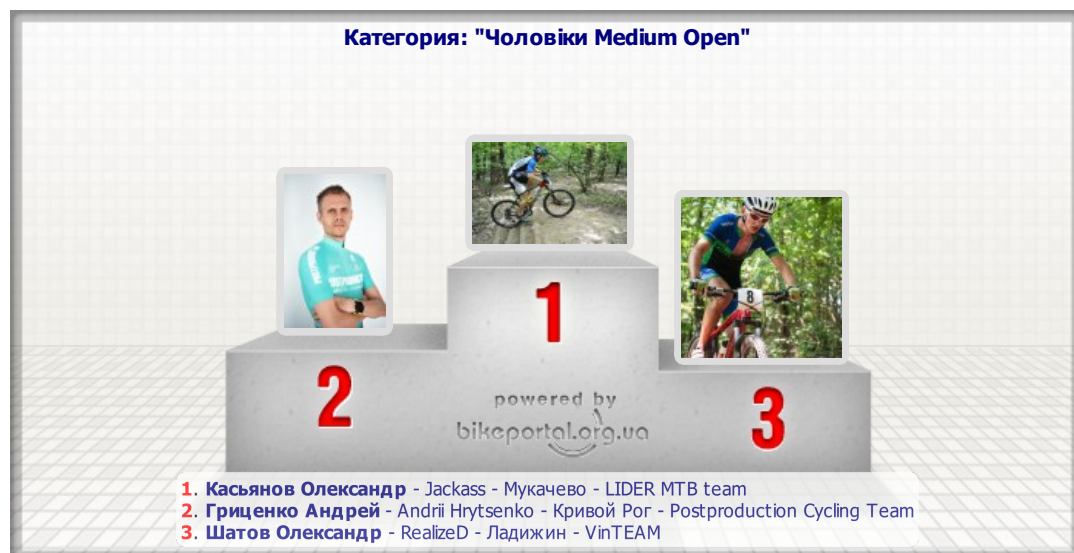 Категория: "Чоловіки Medium Open"
1
2
3
8
powered by
bikeportal.org.ua
1. Касьянов Олександр - Jackass - Мукачево - LIDER MTB team
2. Гриценко Андрей - Andrii Hrytsenko - Кривой Рог - Postproduction Cycling Team
3. Шатов Олександр - RealizeD - Ладижин - VinTEAM